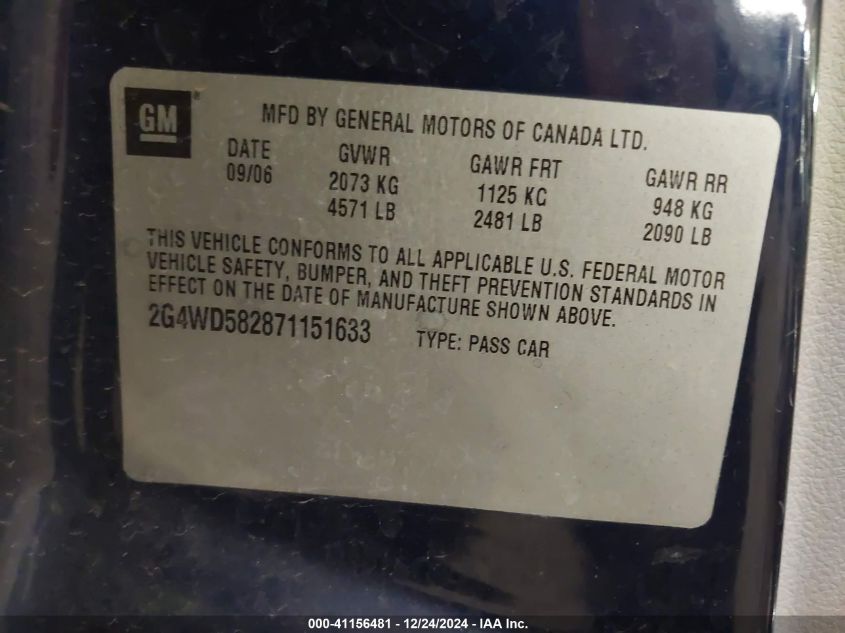 GM®
MFD BY GENERAL MOTORS OF CANADA LTD.
DATE GVWR GAWR FRT GAWR RR
09/06 2073 KG 1125 KG 948 KG
4571 LB 2481 LB 2090 LB
THIS VEHICLE CONFORMS TO ALL APPLICABLE U.S. FEDERAL MOTOR
VEHICLE SAFETY, BUMPER, AND THEFT PREVENTION STANDARDS IN
EFFECT ON THE DATE OF MANUFACTURE SHOWN ABOVE.
2G4WD582871151633 TYPE: PASS CAR
000-41156481 - 12/24/2024 - IAA Inc.